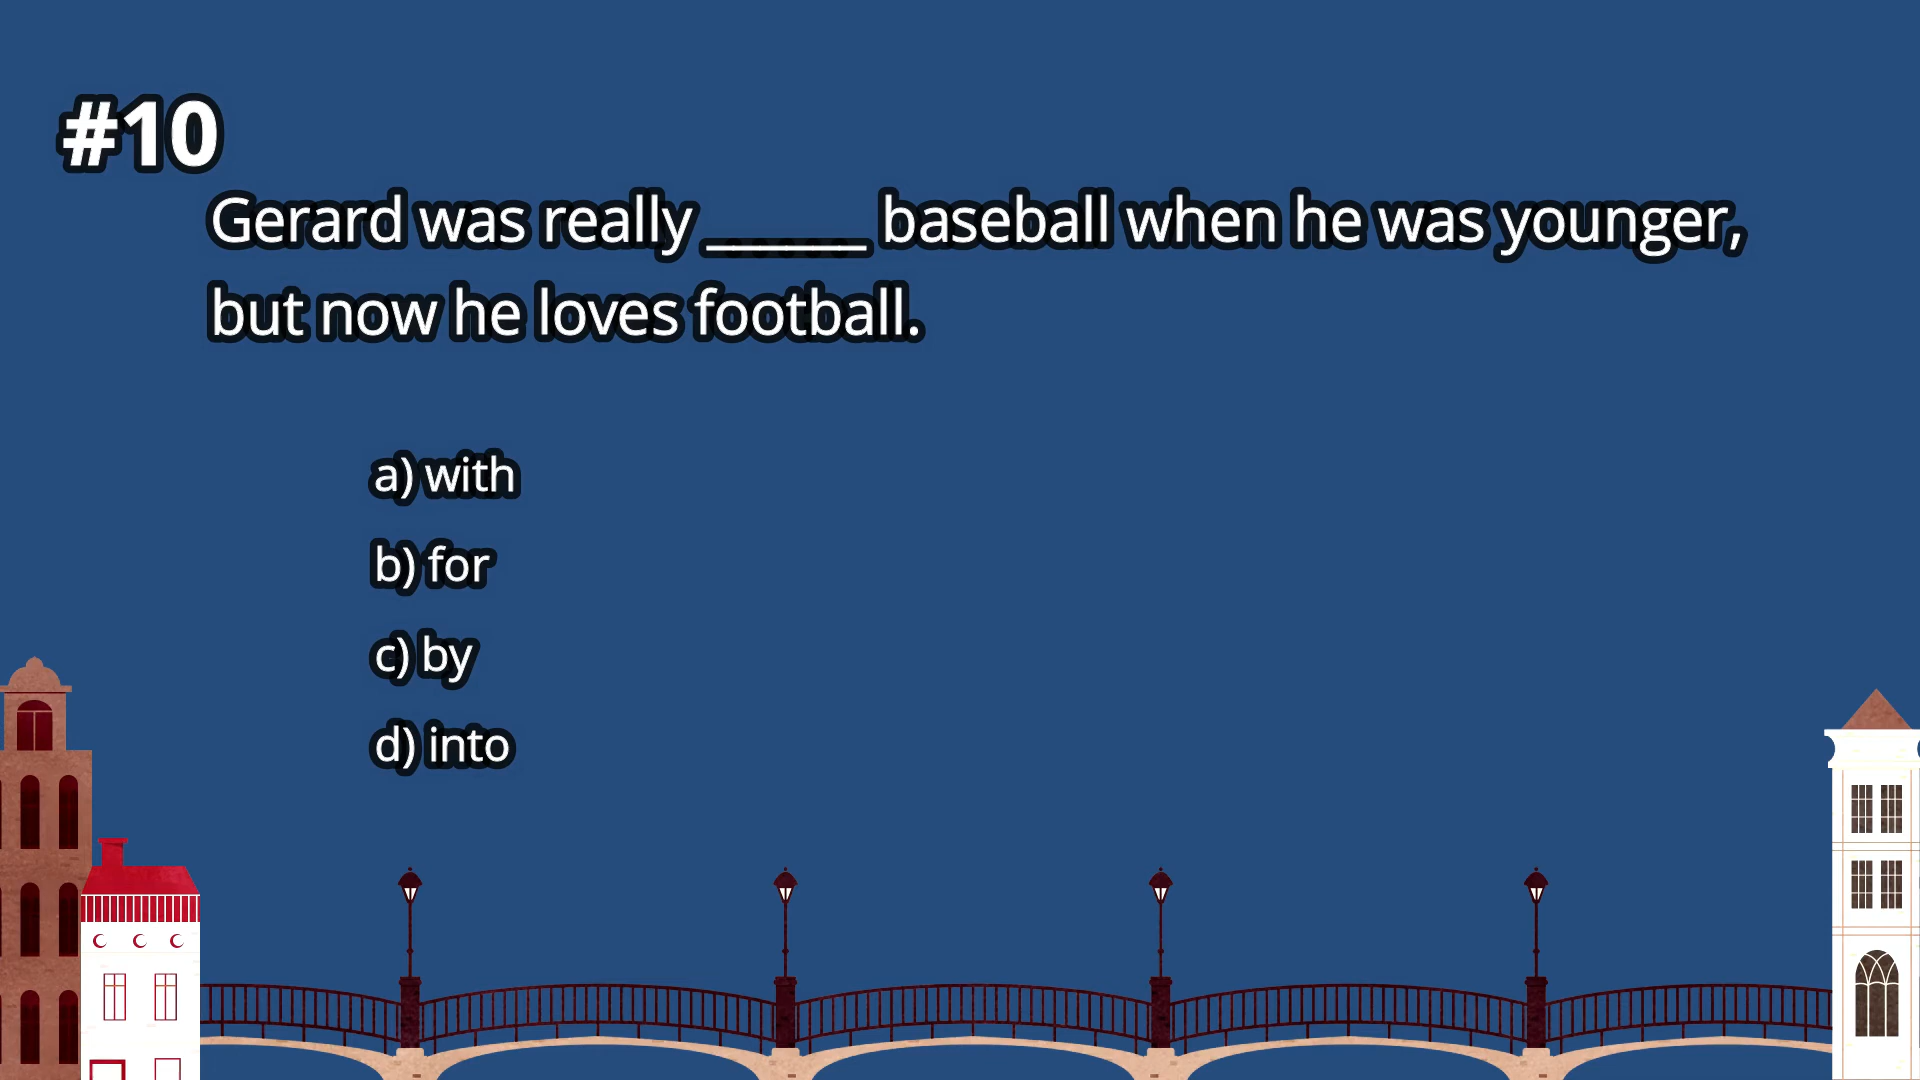 #10
Gerard was really ______ baseball when he was younger,
but now he loves football.
a) with
b) for
c) by
d) into